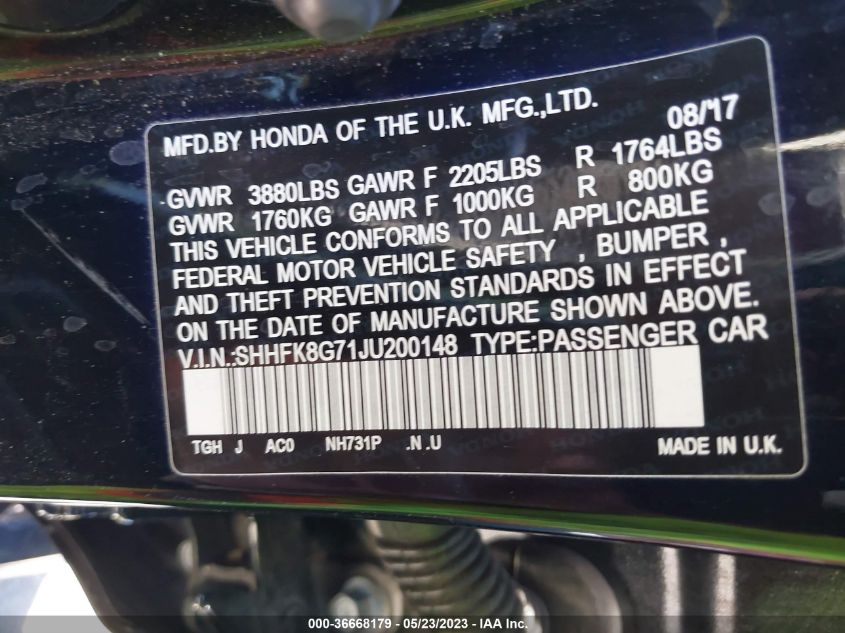 MFD.BY HONDA OF THE U.K. MFG.,LTD. 08/'17
GVWR 3880LBS GAWR F 2205LBS R 1764LBS
GVWR 1760KG GAWR F 1000KG R 800KG
THIS VEHICLE CONFORMS TO ALL APPLICABLE
FEDERAL MOTOR VEHICLE SAFETY , BUMPER ,
AND THEFT PREVENTION STANDARDS IN EFFECT
ON THE DATE OF MANUFACTURE SHOWN ABOVE.
V.I.N.:SHHFK8G71JU200148 TYPE:PASSENGER CAR
TGH J AC0 NH731P .N .U MADE IN U.K.
000-36668179 — 05/23/2023 — IAA Inc.